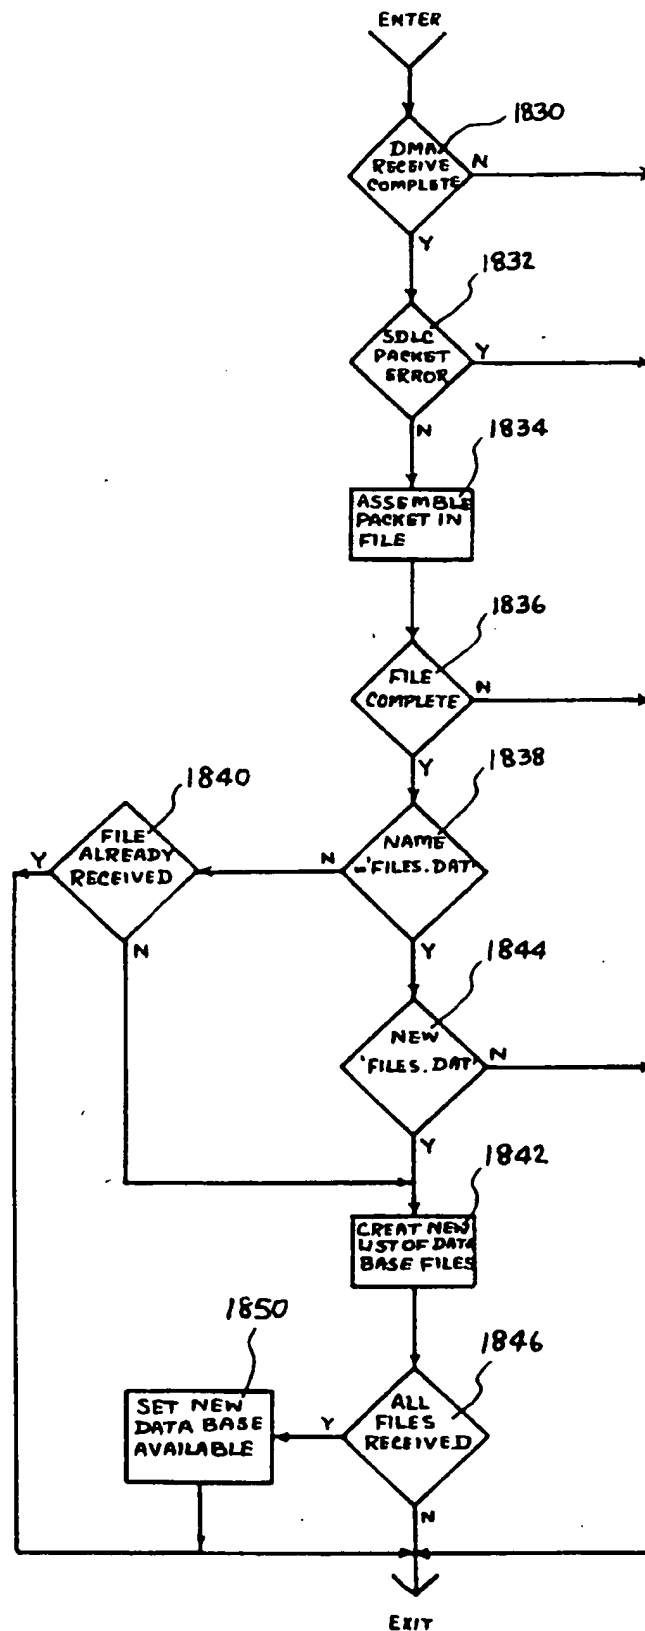 ENTER
1830
DMA
RECEIVE
COMPLETE
N
Y
1832
SDLC
PACKET
ERROR
Y
N
1834
ASSEMBLE
PACKET IN
FILE
1836
FILE
COMPLETE
N
Y
1838
NAME
='FILES.DAT'
N
Y
1840
FILE
ALREADY
RECEIVED
Y
N
1844
NEW
'FILES.DAT'
N
Y
1842
CREAT NEW
LIST OF DATA
BASE FILES
1846
ALL
FILES
RECEIVED
Y
N
1850
SET NEW
DATA BASE
AVAILABLE
EXIT